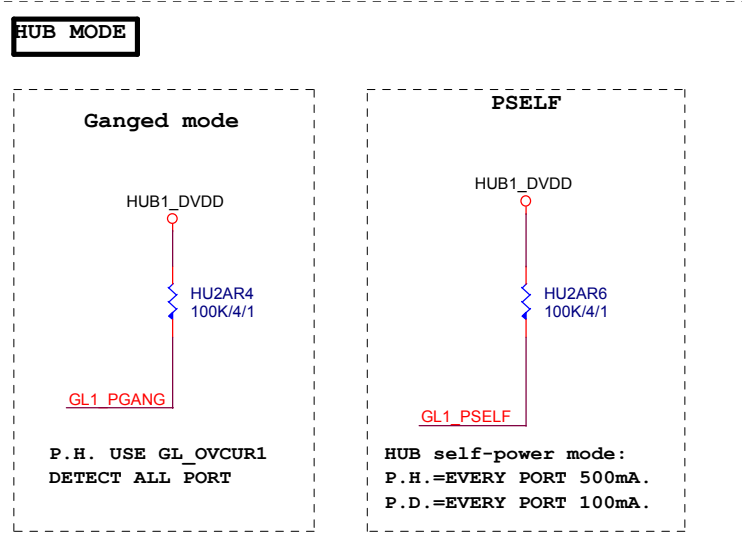 HUB MODE
Ganged mode
HUB1_DVDD
HU2AR4
100K/4/1
GL1_PGANG
P.H. USE GL_OVCUR1
DETECT ALL PORT
PSELF
HUB1_DVDD
HU2AR6
100K/4/1
GL1_PSELF
HUB self-power mode:
P.H.=EVERY PORT 500mA.
P.D.=EVERY PORT 100mA.